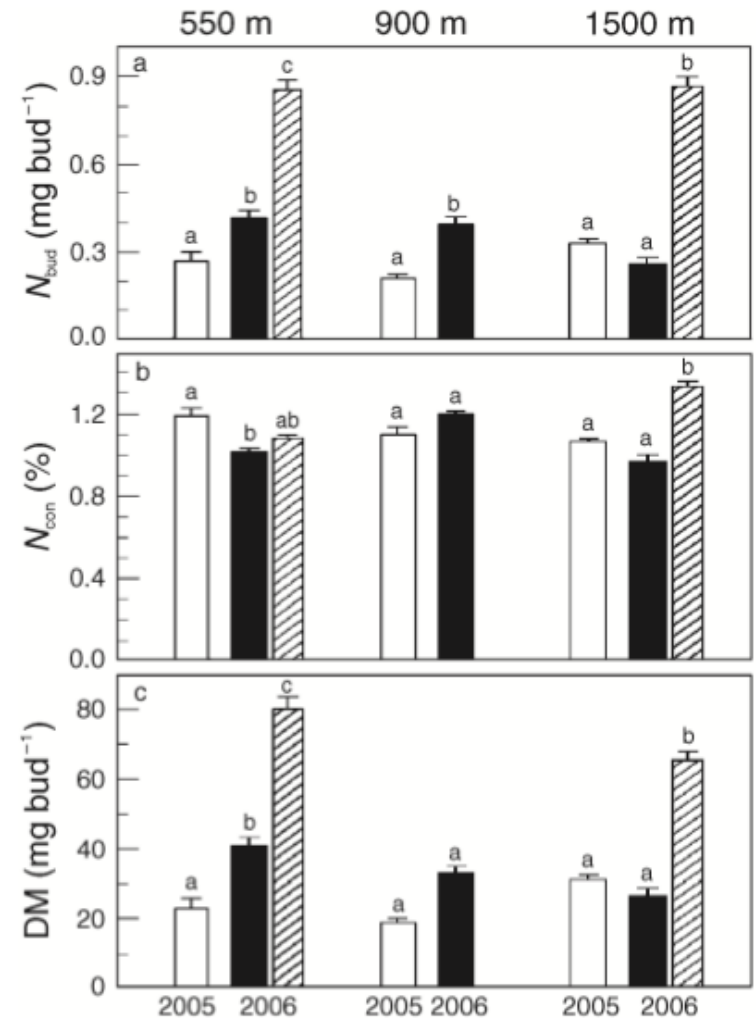 550 m 900 m 1500 m
a
N_bud (mg bud⁻¹)
0.9
0.6
0.3
0.0
a b c
a b
a a b
b
N_con (%)
1.2
0.8
0.4
0.0
a b ab
a a
a a b
c
DM (mg bud⁻¹)
80
60
40
20
0
a b c
a a
a a b
2005 2006 2005 2006 2005 2006